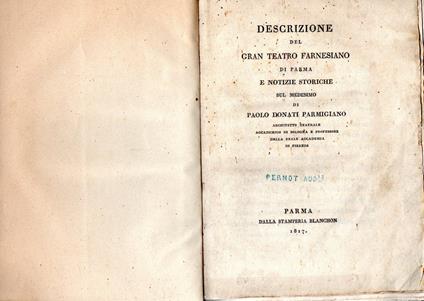 DESCRIZIONE
DEL
GRAN TEATRO FARNESIANO
DI PARMA
E NOTIZIE STORICHE
SUL MEDESIMO
DI
PAOLO DONATI PARMIGIANO
ARCHITETTO TEATRALE
ACCADEMICO DI BOLOGNA E PROFESSORE
DELLA REALE ACCADEMIA
DI FIRENZE
PERNOT
PARMA
DALLA STAMPERIA BLANCHON
1817.